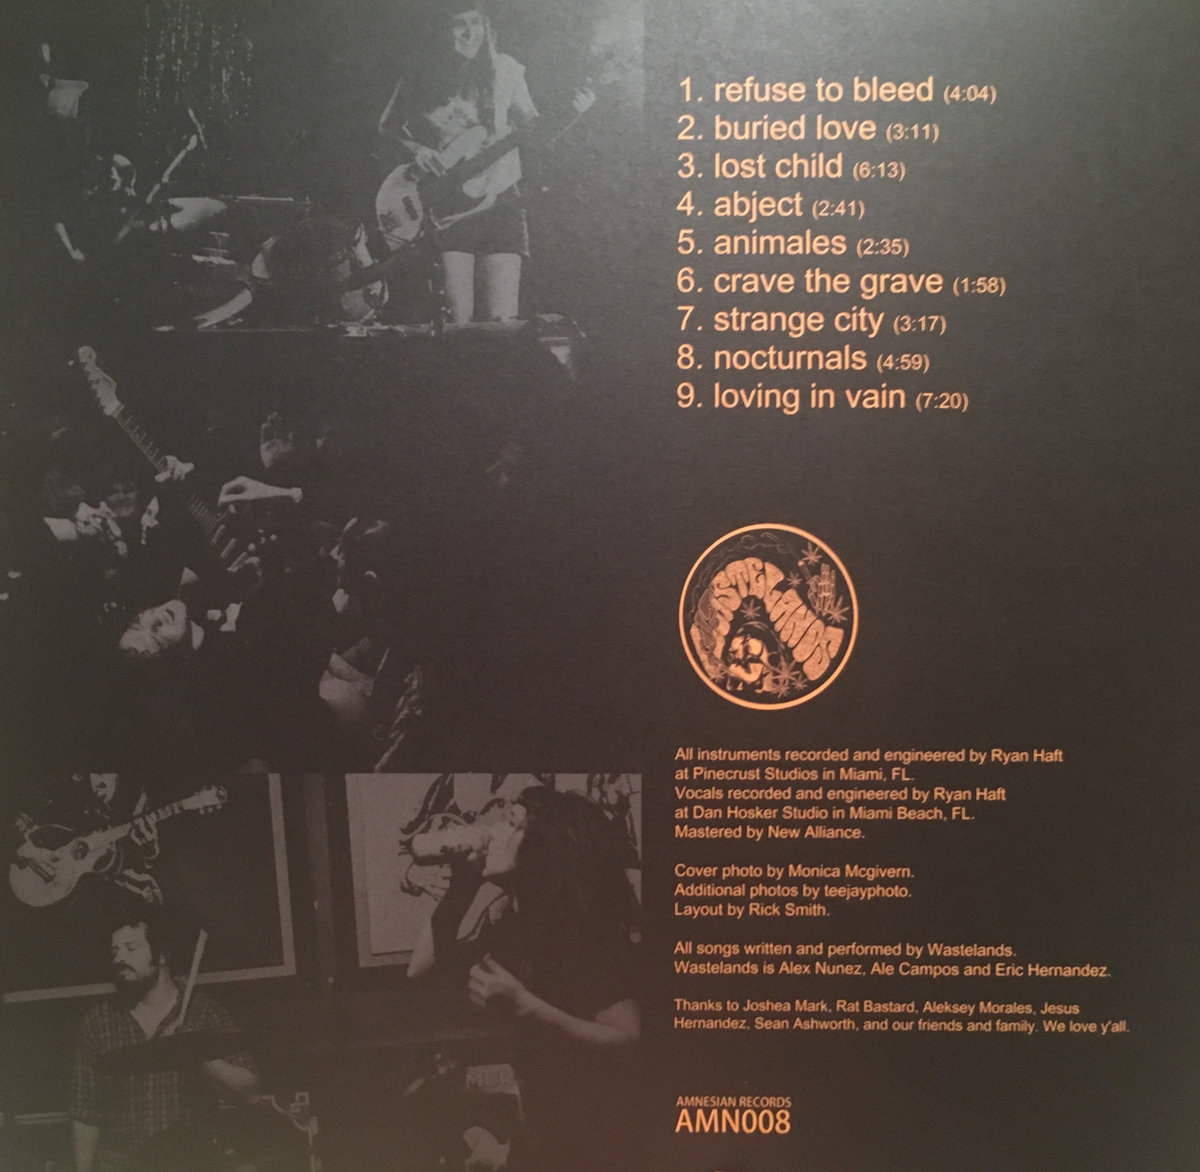 1. refuse to bleed (4:04)
2. buried love (3:11)
3. lost child (6:13)
4. abject (2:41)
5. animales (2:35)
6. crave the grave (1:58)
7. strange city (3:17)
8. nocturnals (4:59)
9. loving in vain (7:20)
WASTELANDS
All instruments recorded and engineered by Ryan Haft
at Pinecrust Studios in Miami, FL.
Vocals recorded and engineered by Ryan Haft
at Dan Hosker Studio in Miami Beach, FL.
Mastered by New Alliance.
Cover photo by Monica Mcgivern.
Additional photos by teejayphoto.
Layout by Rick Smith.
All songs written and performed by Wastelands.
Wastelands is Alex Nunez, Ale Campos and Eric Hernandez.
Thanks to Joshea Mark, Rat Bastard, Aleksey Morales, Jesus
Hernandez, Sean Ashworth, and our friends and family. We love y'all.
AMNESIAN RECORDS
AMN008